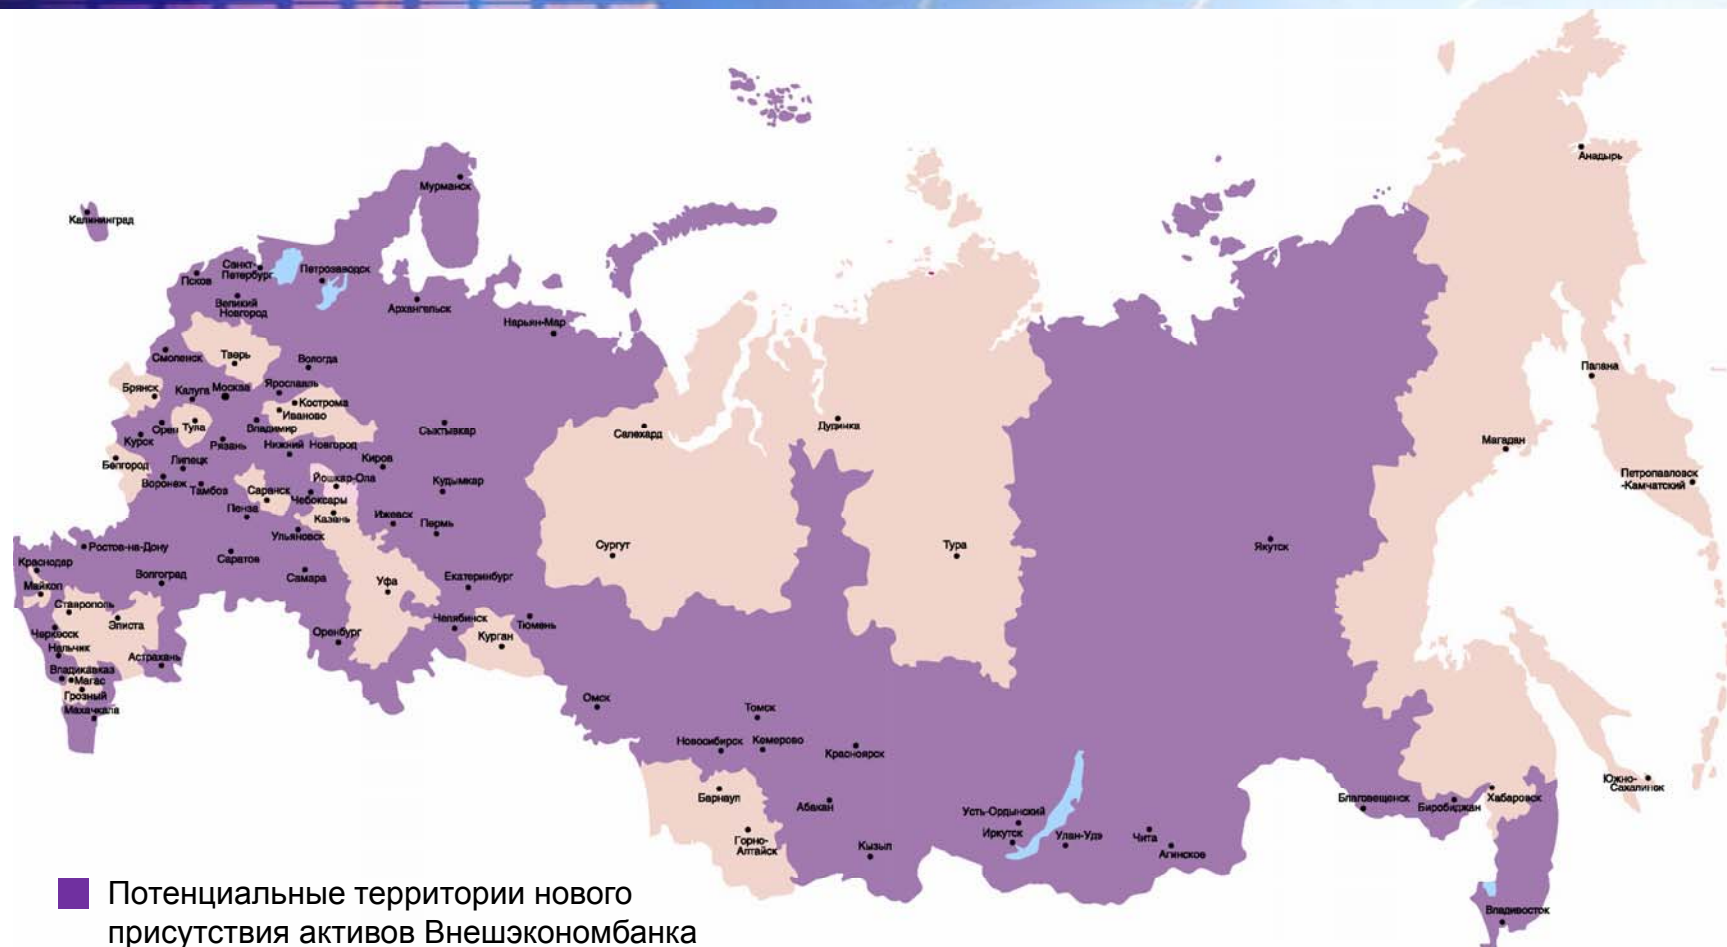 Анадырь
Мурманск
Калининград
Санкт-
Петербург
Петрозаводск
Псков
Великий
Новгород
Архангельск
Нарьян-Мар
Смоленск
Тверь
Вологда
Палана
Брянск
Калуга
Москва
Ярославль
Кострома
Иваново
Орел
Тула
Владимир
Сыктывкар
Салехард
Дудинка
Курск
Рязань
Нижний Новгород
Магадан
Белгород
Липецк
Киров
Воронеж
Тамбов
Саранск
Йошкар-Ола
Чебоксары
Кудымкар
Петропавловск
-Камчатский
Пенза
Казань
Ижевск
Пермь
Ульяновск
Ростов-на-Дону
Саратов
Сургут
Тура
Якутск
Краснодар
Майкоп
Волгоград
Самара
Уфа
Екатеринбург
Ставрополь
Элиста
Челябинск
Тюмень
Черкесск
Оренбург
Курган
Нальчик
Астрахань
Владикавказ
Магас
Грозный
Махачкала
Омск
Томск
Новосибирск
Кемерово
Красноярск
Барнаул
Абакан
Усть-Ордынский
Благовещенск
Биробиджан
Хабаровск
Южно-
Сахалинск
Горно-
Алтайск
Кызыл
Иркутск
Улан-Удэ
Чита
Агинское
Владивосток
Потенциальные территории нового
присутствия активов Внешэкономбанка